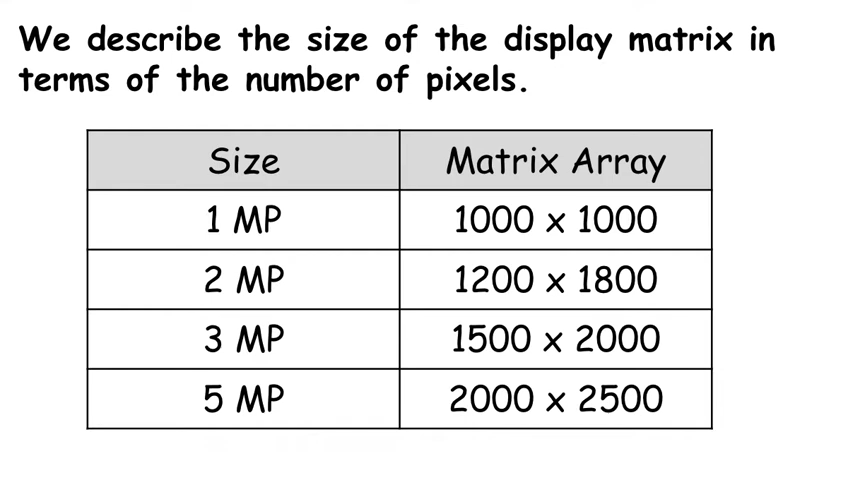 We describe the size of the display matrix in
terms of the number of pixels.
Size Matrix Array
1 MP 1000 x 1000
2 MP 1200 x 1800
3 MP 1500 x 2000
5 MP 2000 x 2500